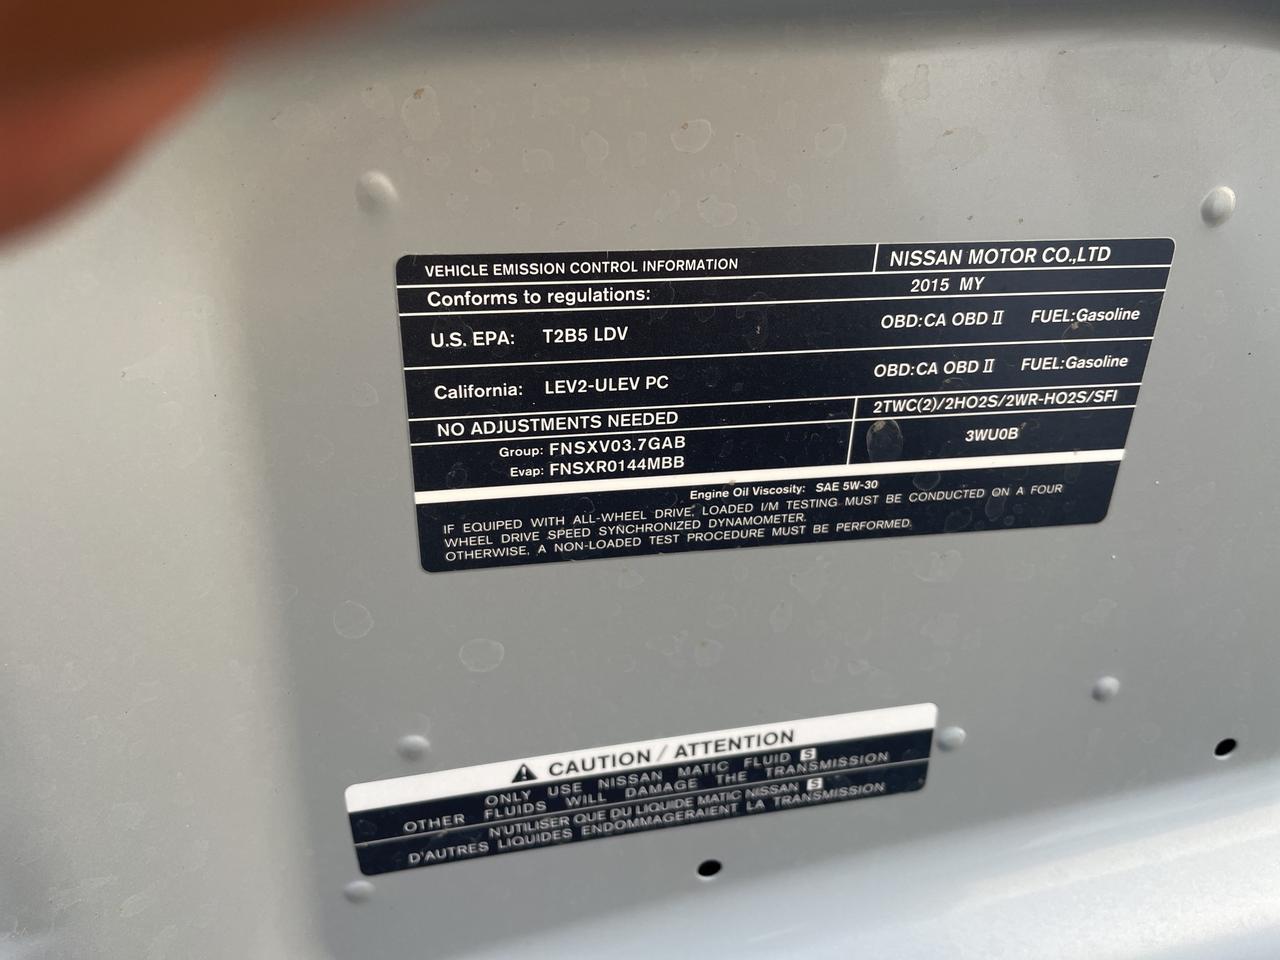 VEHICLE EMISSION CONTROL INFORMATION NISSAN MOTOR CO.,LTD
Conforms to regulations: 2015 MY
U.S. EPA: T2B5 LDV OBD:CA OBD II FUEL:Gasoline
California: LEV2-ULEV PC OBD:CA OBD II FUEL:Gasoline
NO ADJUSTMENTS NEEDED 2TWC(2)/2HO2S/2WR-HO2S/SFI
Group: FNSXV03.7GAB 3WU0B
Evap: FNSXR0144MBB
Engine Oil Viscosity: SAE 5W-30
IF EQUIPED WITH ALL-WHEEL DRIVE, LOADED I/M TESTING MUST BE CONDUCTED ON A FOUR
WHEEL DRIVE SPEED SYNCHRONIZED DYNAMOMETER.
OTHERWISE, A NON-LOADED TEST PROCEDURE MUST BE PERFORMED.
CAUTION / ATTENTION
ONLY USE NISSAN MATIC FLUID S
OTHER FLUIDS WILL DAMAGE THE TRANSMISSION
N'UTILISER QUE DU LIQUIDE MATIC NISSAN S
D'AUTRES LIQUIDES ENDOMMAGERAIENT LA TRANSMISSION